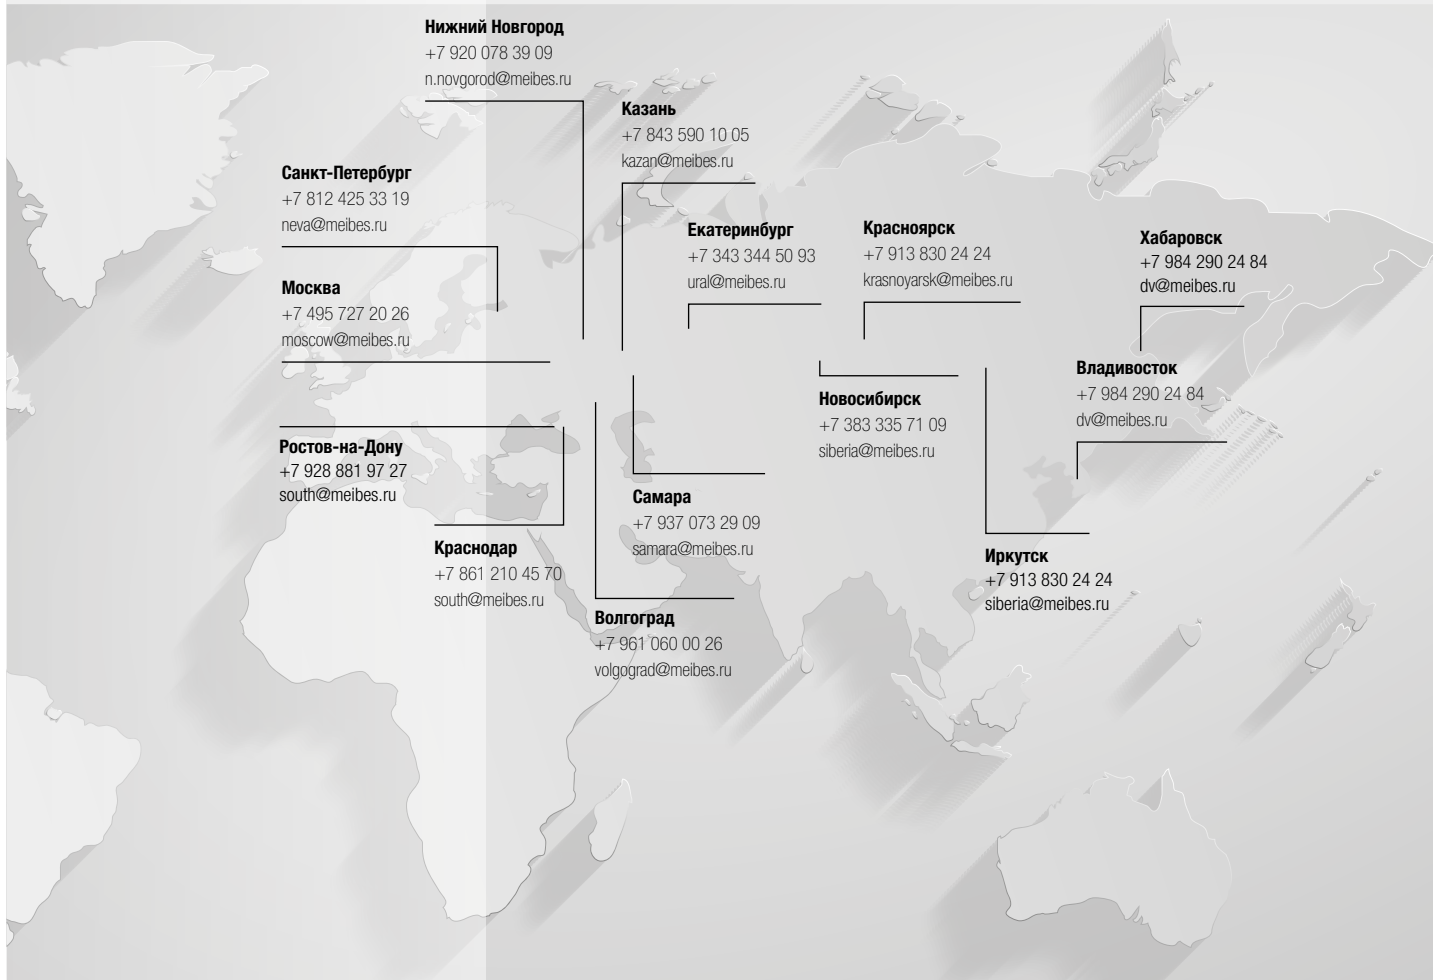 Нижний Новгород
+7 920 078 39 09
n.novgorod@meibes.ru
Казань
+7 843 590 10 05
kazan@meibes.ru
Санкт-Петербург
+7 812 425 33 19
neva@meibes.ru
Екатеринбург
+7 343 344 50 93
ural@meibes.ru
Красноярск
+7 913 830 24 24
krasnoyarsk@meibes.ru
Хабаровск
+7 984 290 24 84
dv@meibes.ru
Москва
+7 495 727 20 26
moscow@meibes.ru
Владивосток
+7 984 290 24 84
dv@meibes.ru
Новосибирск
+7 383 335 71 09
siberia@meibes.ru
Ростов-на-Дону
+7 928 881 97 27
south@meibes.ru
Самара
+7 937 073 29 09
samara@meibes.ru
Краснодар
+7 861 210 45 70
south@meibes.ru
Иркутск
+7 913 830 24 24
siberia@meibes.ru
Волгоград
+7 961 060 00 26
volgograd@meibes.ru